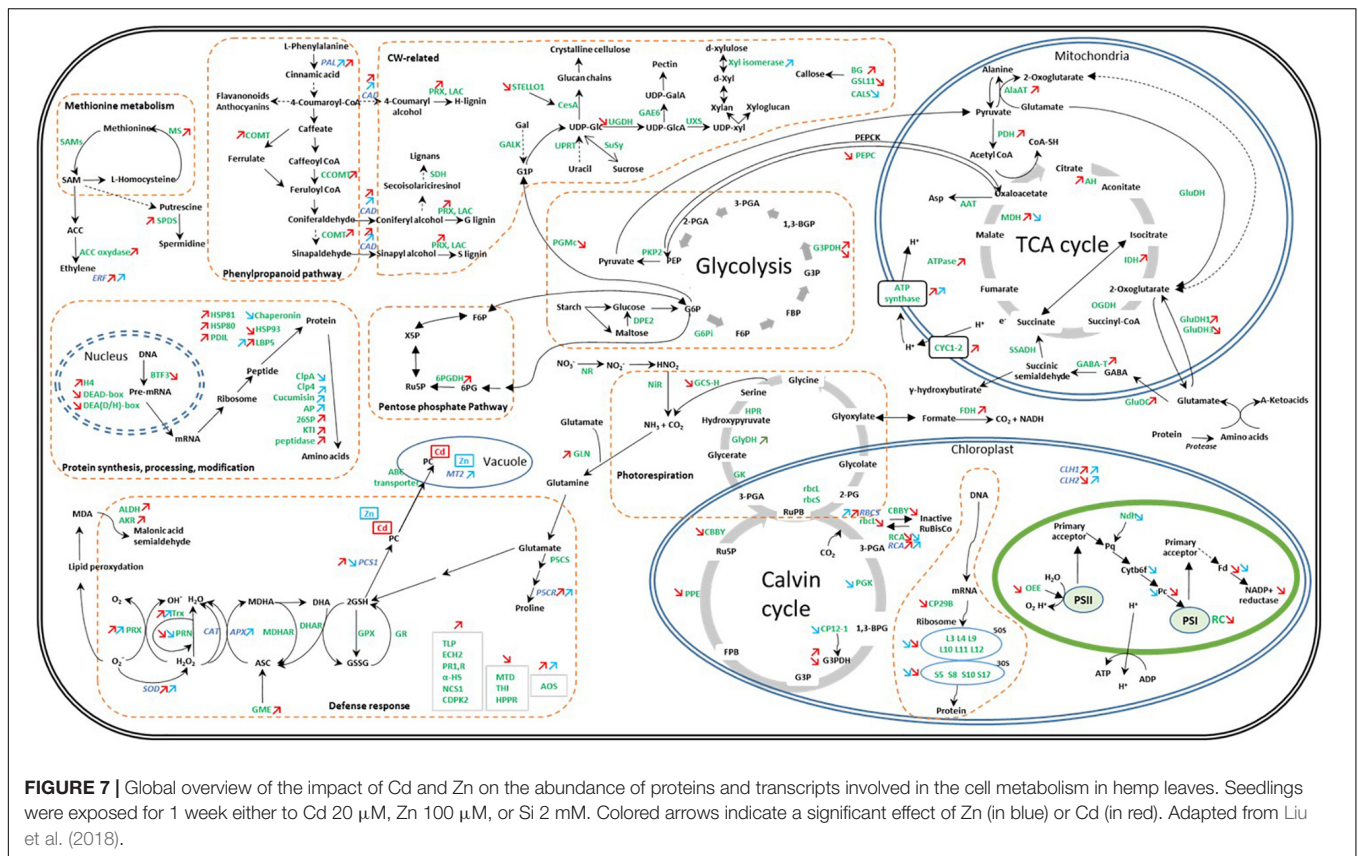 Methionine metabolism
Methionine
MS
SAMs
SAM
L-Homocysteine
Putrescine
SPDS
Spermidine
ACC
ACC oxydase
Ethylene
ERF
L-Phenylalanine
PAL
Cinnamic acid
Flavanonoids
Anthocyanins
4-Coumaroyl-CoA
CAD
COMT
Caffeate
Ferrulate
Caffeoyl CoA
CCOMT
Feruloyl CoA
Coniferaldehyde
CAD
COMT
Sinapaldehyde
CAD
Phenylpropanoid pathway
CW-related
PRX, LAC
4-Coumaryl
alcohol
H-lignin
Lignans
SDH
Secoisolariciresinol
PRX, LAC
Coniferyl alcohol
G lignin
PRX, LAC
Sinapyl alcohol
S lignin
Crystalline cellulose
Glucan chains
STELLO1
CesA
Gal
GALK
G1P
UDP-Glc
UPRT
Uracil
SuSy
Sucrose
UGDH
Pectin
UDP-GalA
GAE6
UDP-GlcA
UXS
UDP-xyl
d-xylulose
Xyl isomerase
d-Xyl
Xylan
Xyloglucan
Callose
BG
GSL11
CALS
Mitochondria
Alanine
2-Oxoglutarate
AlaAT
Glutamate
Pyruvate
PDH
Acetyl CoA
CoA-SH
Citrate
AH
Aconitate
GluDH
PEPCK
PEPC
Oxaloacetate
Asp
AAT
MDH
Malate
TCA cycle
Isocitrate
IDH
H⁺
ATPase
ATP
synthase
Fumarate
2-Oxoglutarate
OGDH
H⁺
e⁻
Succinate
Succinyl-CoA
GluDH1
GluDH3
H⁺
CYC1-2
SSADH
Succinic
semialdehyde
GABA-T
GABA
γ-hydroxybutirate
GluDC
Glutamate
A-Ketoacids
Protein
Protease
Amino acids
3-PGA
2-PGA
1,3-BGP
PGMc
PKP2
G3PDH
Pyruvate
PEP
Glycolysis
G3P
Starch
Glucose
G6P
FBP
DPE2
Maltose
G6Pi
F6P
F6P
X5P
Ru5P
6PGDH
6PG
Pentose phosphate Pathway
NO₃⁻
NR
NO₂⁻
HNO₂
NiR
GCS-H
Glycine
Serine
HPR
Hydroxypyruvate
Glyoxylate
Formate
FDH
CO₂ + NADH
NH₃ + CO₂
GlyDH
Glycerate
GK
Glycolate
Photorespiration
3-PGA
rbcL
rbcS
2-PG
RuPB
Glutamate
GLN
Glutamine
Glutamate
P5CS
P5CR
Proline
Nucleus
DNA
BTF3
Pre-mRNA
H4
DEAD-box
DEA(D/H)-box
mRNA
HSP81
HSP80
PDIL
Chaperonin
HSP93
LBPS
Protein
Peptide
Ribosome
ClpA
Clp4
Cucumisin
AP
26SP
KTI
peptidase
Amino acids
Protein synthesis, processing, modification
PC
Cd
Zn
MT2
Vacuole
ABC
transporter
Zn
Cd
PC
PCS1
MDA
ALDH
AKR
Malonic acid
semialdehyde
Lipid peroxydation
O₂
OH⁻
H₂O
Trx
PRX
PRN
CAT
APX
O₂⁻
H₂O₂
SOD
MDHA
MDHAR
ASC
GME
DHA
DHAR
2GSH
GPX
GR
GSSG
TLP
ECH2
PR1,R
α-HS
NCS1
CDPK2
MTD
THI
HPPR
AOS
Defense response
Chloroplast
CLH1
CLH2
CBBY
RuSP
PPE
FPB
Calvin
cycle
RBCS
rbcL
CBBY
Inactive
RuBisCo
RCA
RCA
CO₂
3-PGA
PGK
1,3-BPG
CP12-1
G3PDH
G3P
DNA
mRNA
CP29B
Ribosome
50S
L3 L4 L9
L10 L11 L12
30S
S5 S8 S10 S17
Protein
Primary
acceptor
Ndh
Pq
Cytb6f
Pc
Primary
acceptor
Fd
NADP+
reductase
OEE
H₂O
O₂ H⁺
PSII
PSI
RC
H⁺
ATP
ADP
H⁺
FIGURE 7 | Global overview of the impact of Cd and Zn on the abundance of proteins and transcripts involved in the cell metabolism in hemp leaves. Seedlings
were exposed for 1 week either to Cd 20 μM, Zn 100 μM, or Si 2 mM. Colored arrows indicate a significant effect of Zn (in blue) or Cd (in red). Adapted from Liu
et al. (2018).